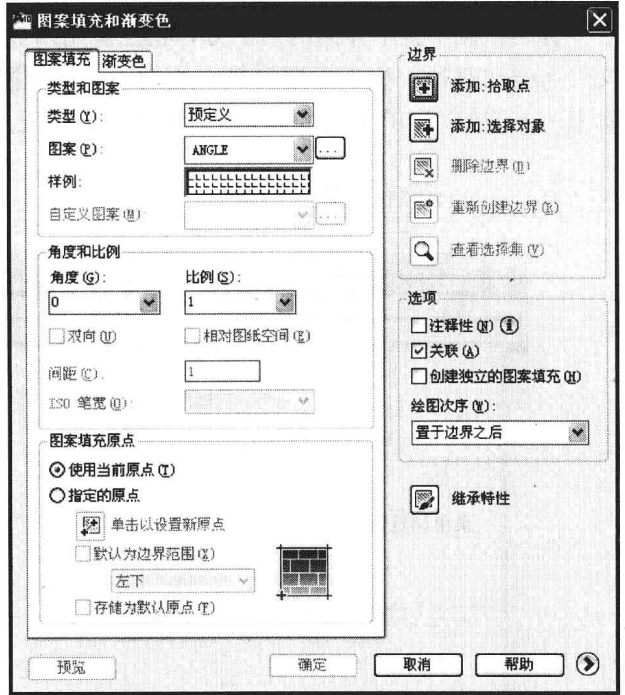 图案填充和渐变色
图案填充 渐变色
类型和图案
类型(Y): 预定义
图案(P): ANGLE ...
样例:
自定义图案(M): ...
角度和比例
角度(G): 比例(S):
0 1
双向(U) 相对图纸空间(E)
间距(C): 1
ISO 笔宽(O):
图案填充原点
使用当前原点(T)
指定的原点
单击以设置新原点
默认为边界范围(X)
左下
存储为默认原点(F)
预览
边界
添加:拾取点
添加:选择对象
删除边界(D)
重新创建边界(R)
查看选择集(V)
选项
注释性(N)
关联(A)
创建独立的图案填充(H)
绘图次序(W):
置于边界之后
继承特性
确定 取消 帮助